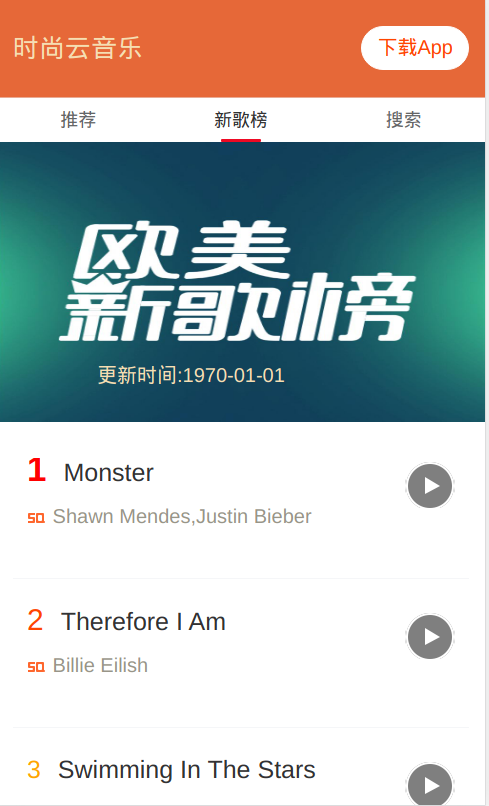 时尚云音乐
下载App
推荐
新歌榜
搜索
欧美
新歌榜
更新时间:1970-01-01
1 Monster
SQ Shawn Mendes,Justin Bieber
2 Therefore I Am
SQ Billie Eilish
3 Swimming In The Stars